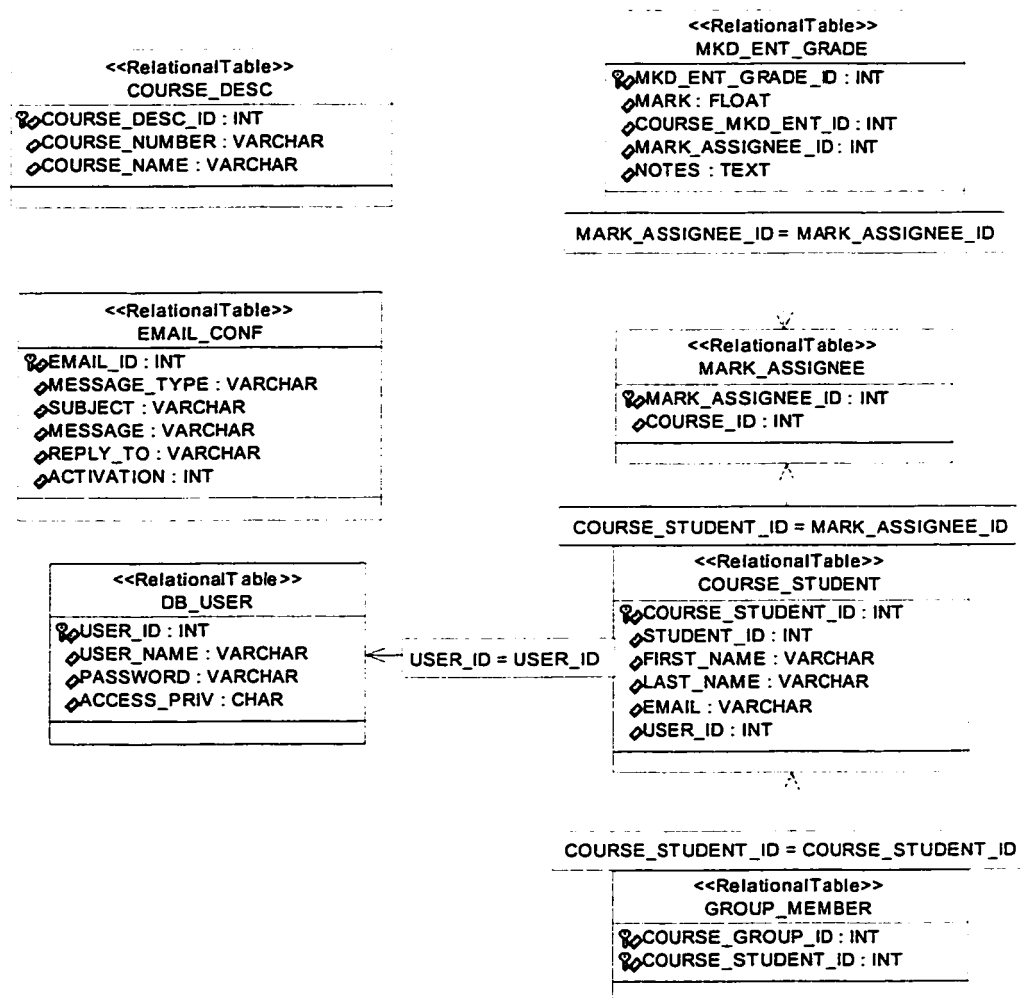 <<RelationalTable>>
COURSE_DESC
COURSE_DESC_ID : INT
COURSE_NUMBER : VARCHAR
COURSE_NAME : VARCHAR
<<RelationalTable>>
MKD_ENT_GRADE
MKD_ENT_GRADE_ID : INT
MARK : FLOAT
COURSE_MKD_ENT_ID : INT
MARK_ASSIGNEE_ID : INT
NOTES : TEXT
MARK_ASSIGNEE_ID = MARK_ASSIGNEE_ID
<<RelationalTable>>
EMAIL_CONF
EMAIL_ID : INT
MESSAGE_TYPE : VARCHAR
SUBJECT : VARCHAR
MESSAGE : VARCHAR
REPLY_TO : VARCHAR
ACTIVATION : INT
<<RelationalTable>>
MARK_ASSIGNEE
MARK_ASSIGNEE_ID : INT
COURSE_ID : INT
COURSE_STUDENT_ID = MARK_ASSIGNEE_ID
<<RelationalTable>>
DB_USER
USER_ID : INT
USER_NAME : VARCHAR
PASSWORD : VARCHAR
ACCESS_PRIV : CHAR
USER_ID = USER_ID
<<RelationalTable>>
COURSE_STUDENT
COURSE_STUDENT_ID : INT
STUDENT_ID : INT
FIRST_NAME : VARCHAR
LAST_NAME : VARCHAR
EMAIL : VARCHAR
USER_ID : INT
COURSE_STUDENT_ID = COURSE_STUDENT_ID
<<RelationalTable>>
GROUP_MEMBER
COURSE_GROUP_ID : INT
COURSE_STUDENT_ID : INT